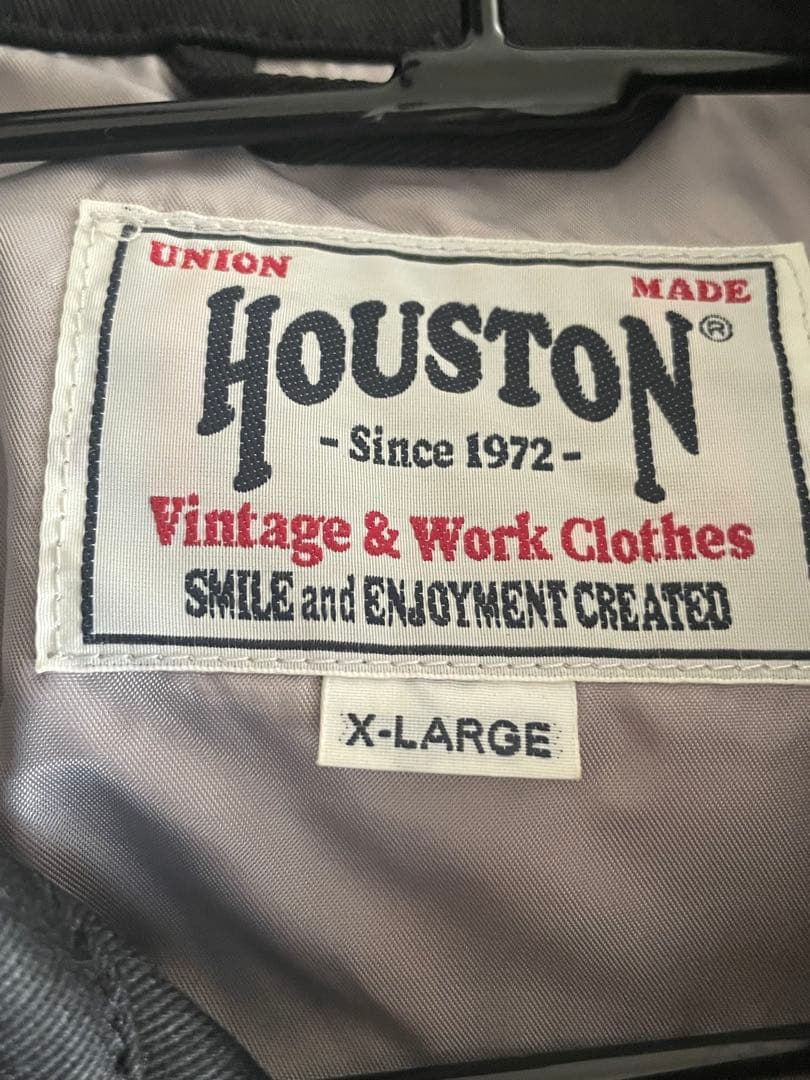 UNION MADE
HOUSTON®
- Since 1972 -
Vintage & Work Clothes
SMILE and ENJOYMENT CREATED
X-LARGE